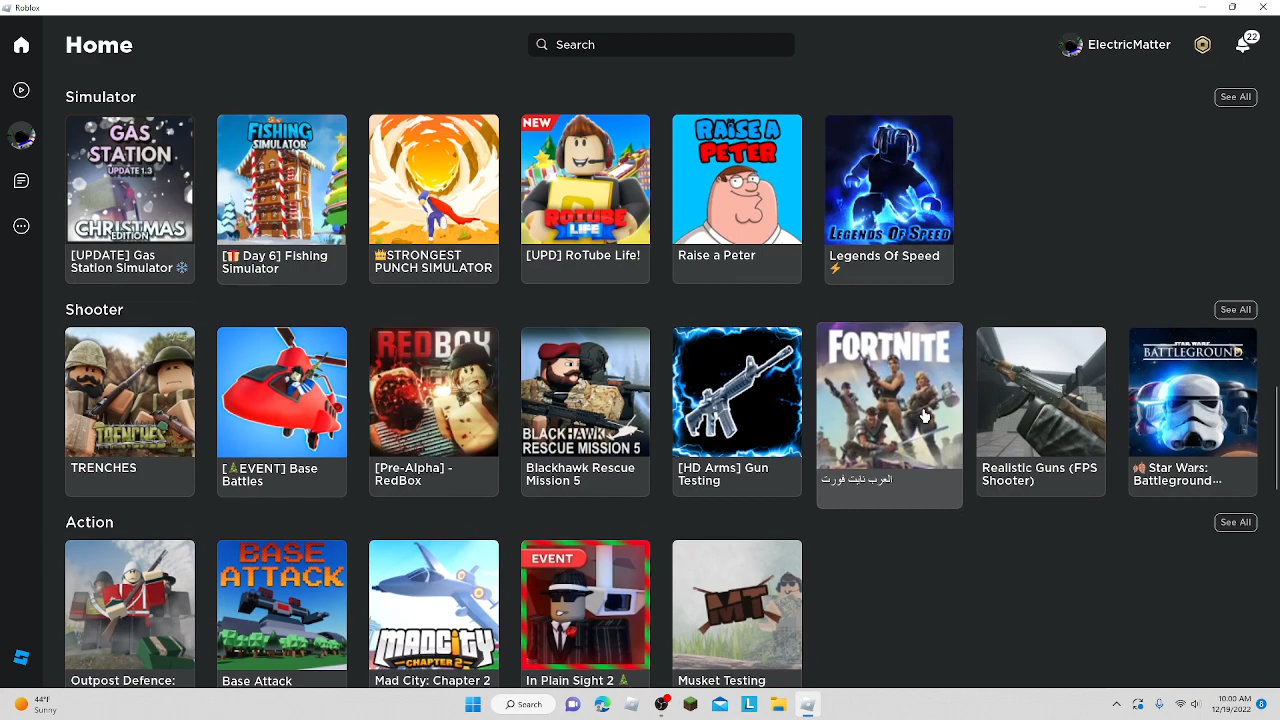 Roblox
Home
Search
ElectricMatter
22
Simulator
See All
GAS
STATION
UPDATE 1.3
CHRISTMAS
EDITION
[UPDATE] Gas
Station Simulator
FISHING
SIMULATOR
Day 6] Fishing
Simulator
STRONGEST
PUNCH SIMULATOR
NEW
ROTUBE
LIFE
[UPD] RoTube Life!
RAISE A
PETER
Raise a Peter
LEGENDS OF SPEED
Legends Of Speed
Shooter
See All
TRENCHES
TRENCHES
[🎄EVENT] Base
Battles
REDBOX
[Pre-Alpha] -
RedBox
BLACKHAWK
RESCUE MISSION 5
Blackhawk Rescue
Mission 5
[HD Arms] Gun
Testing
FORTNITE
العرب نايت فورت
Realistic Guns (FPS
Shooter)
STAR WARS
BATTLEGROUND
Star Wars:
Battleground...
Action
See All
Outpost Defence:
BASE
ATTACK
Base Attack
MADCITY
CHAPTER 2
Mad City: Chapter 2
EVENT
In Plain Sight 2 🎄
MT
Musket Testing
44°F
Sunny
Search
10:00 AM
12/19/2022
8